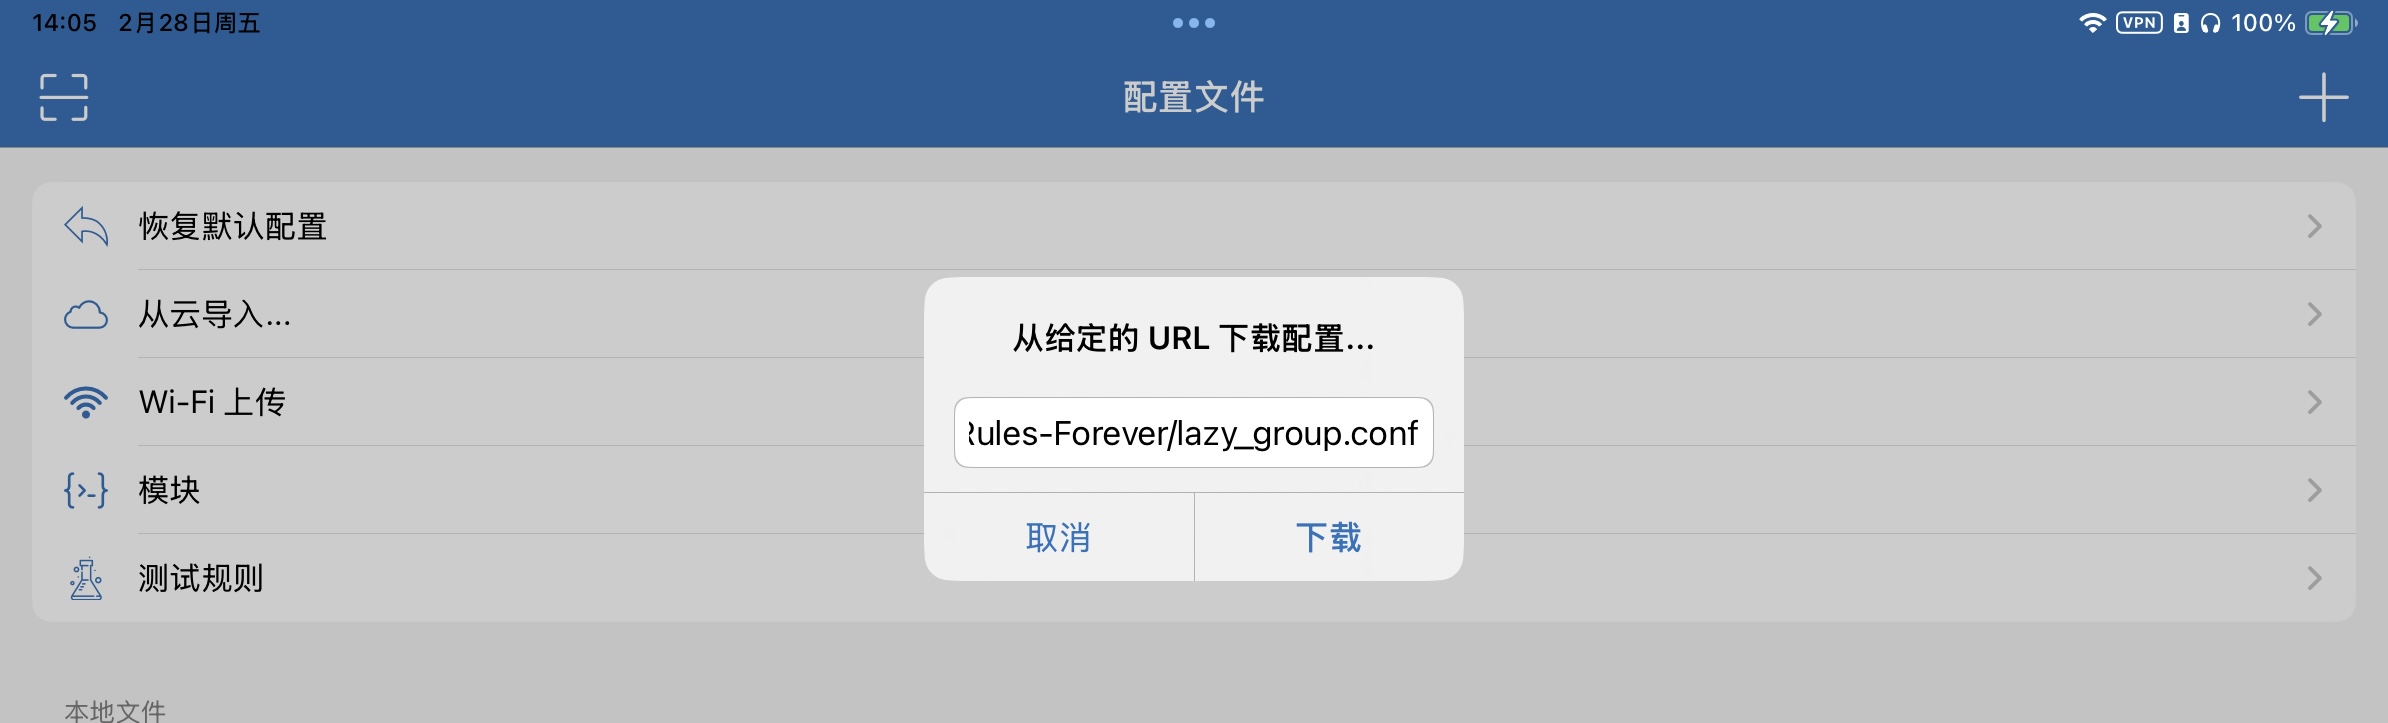 14:05 2月28日周五
VPN 100%
配置文件
恢复默认配置
从云导入...
Wi-Fi 上传
模块
测试规则
从给定的 URL 下载配置...
Rules-Forever/lazy_group.conf
取消
下载
本地文件